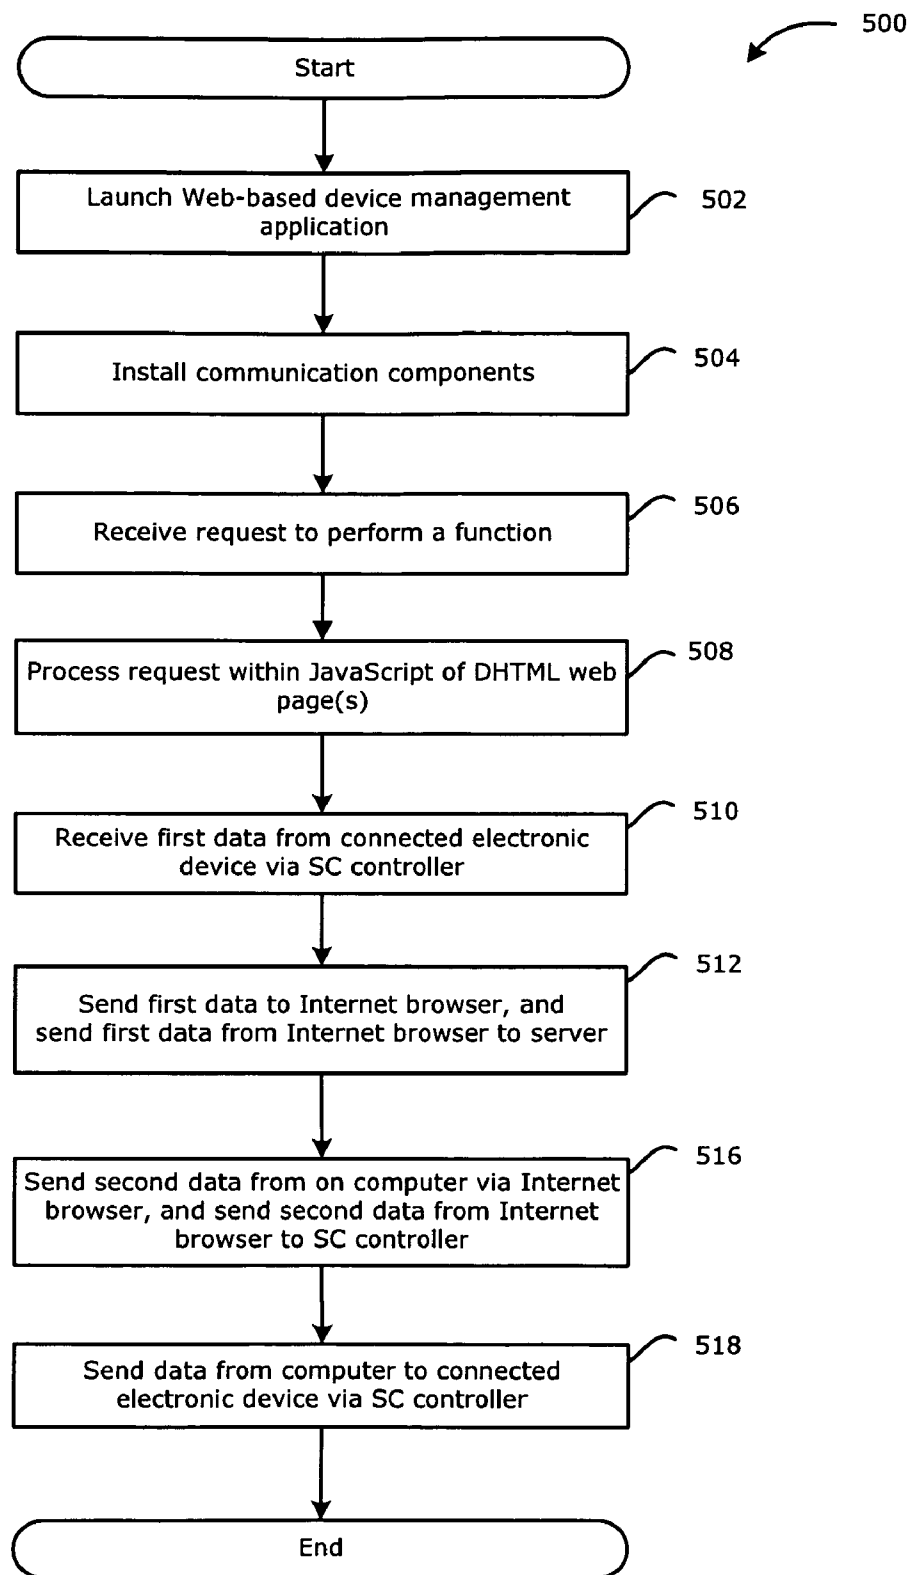 500
Start
Launch Web-based device management
application
502
Install communication components
504
Receive request to perform a function
506
Process request within JavaScript of DHTML web
page(s)
508
Receive first data from connected electronic
device via SC controller
510
Send first data to Internet browser, and
send first data from Internet browser to server
512
Send second data from on computer via Internet
browser, and send second data from Internet
browser to SC controller
516
Send data from computer to connected
electronic device via SC controller
518
End